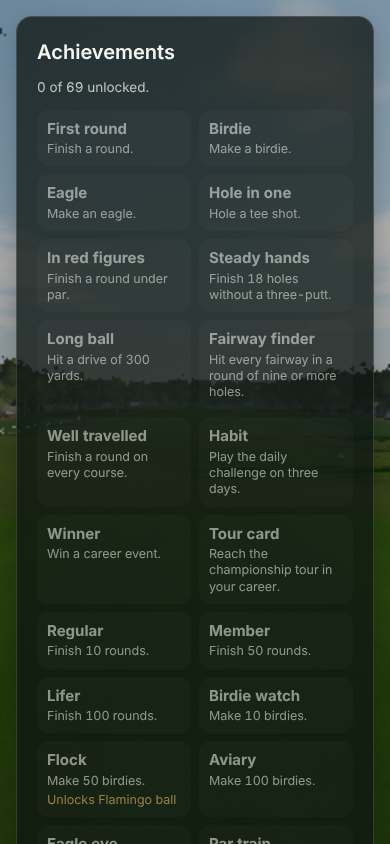 Achievements
0 of 69 unlocked.
First round
Finish a round.
Birdie
Make a birdie.
Eagle
Make an eagle.
Hole in one
Hole a tee shot.
In red figures
Finish a round under
par.
Steady hands
Finish 18 holes
without a three-putt.
Long ball
Hit a drive of 300
yards.
Fairway finder
Hit every fairway in a
round of nine or more
holes.
Well travelled
Finish a round on
every course.
Habit
Play the daily
challenge on three
days.
Winner
Win a career event.
Tour card
Reach the
championship tour in
your career.
Regular
Finish 10 rounds.
Member
Finish 50 rounds.
Lifer
Finish 100 rounds.
Birdie watch
Make 10 birdies.
Flock
Make 50 birdies.
Unlocks Flamingo ball
Aviary
Make 100 birdies.
Eagle eye
Par train